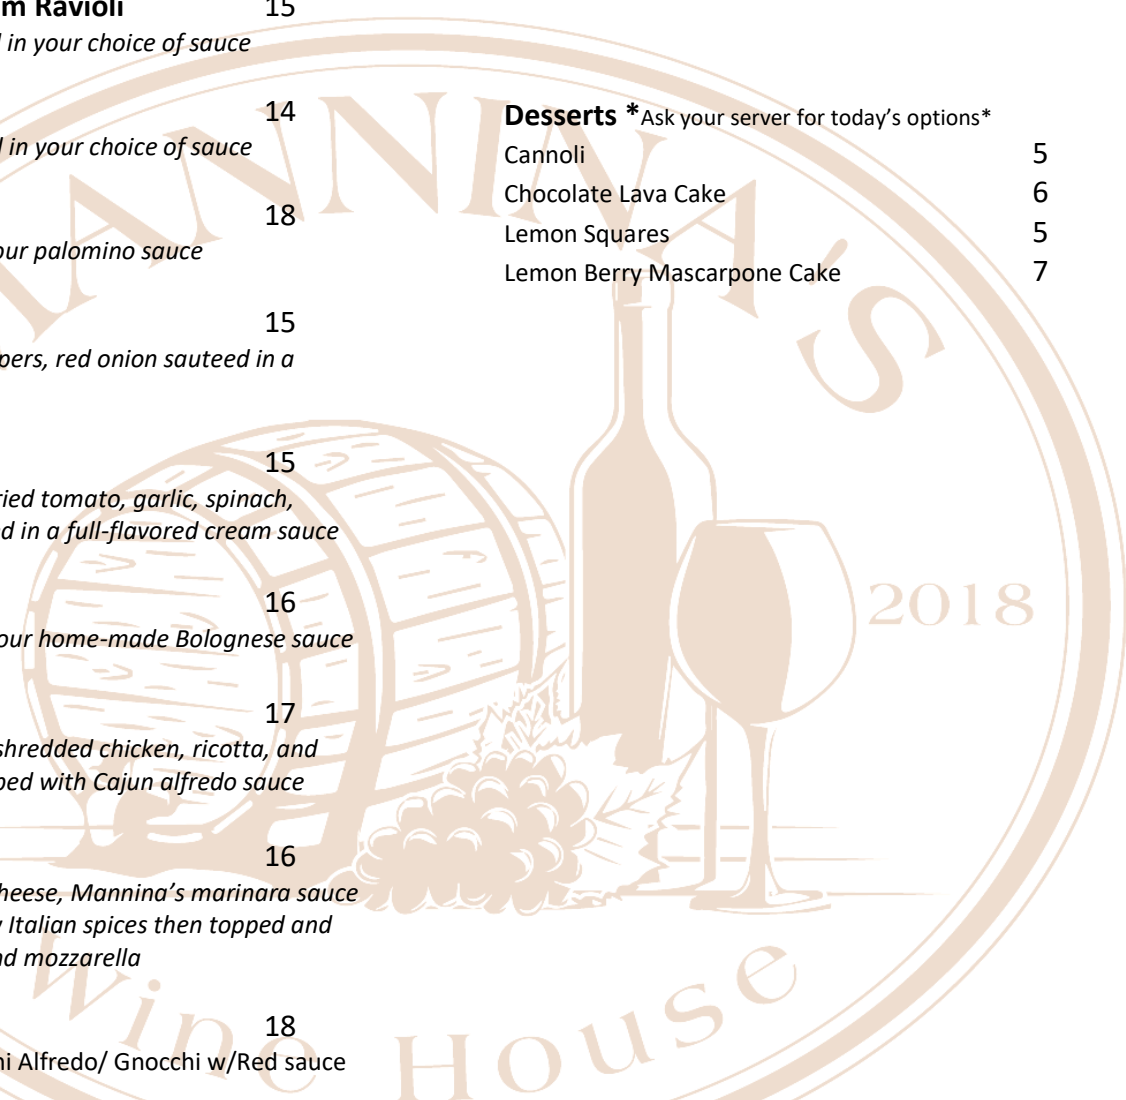 m Ravioli 15
in your choice of sauce
14
in your choice of sauce
18
our palomino sauce
15
pers, red onion sauteed in a
15
ried tomato, garlic, spinach,
d in a full-flavored cream sauce
16
our home-made Bolognese sauce
17
shredded chicken, ricotta, and
ped with Cajun alfredo sauce
16
heese, Mannina’s marinara sauce
Italian spices then topped and
nd mozzarella
18
ni Alfredo/ Gnocchi w/Red sauce
Desserts *Ask your server for today’s options*
Cannoli 5
Chocolate Lava Cake 6
Lemon Squares 5
Lemon Berry Mascarpone Cake 7
ANNINA'S
2018
Wine House